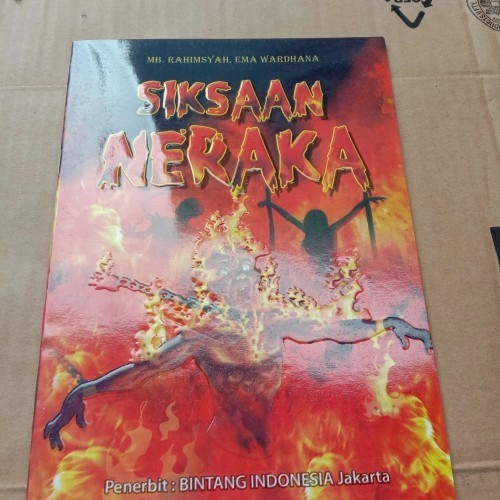 MB. RAHIMSYAH, EMA WARDHANA
SIKSAAN
NERAKA
Penerbit : BINTANG INDONESIA Jakarta